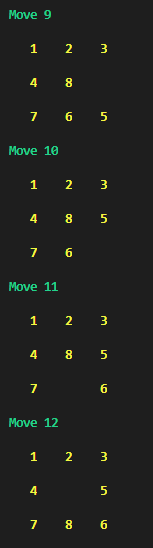 Move 9
1 2 3
4 8
7 6 5
Move 10
1 2 3
4 8 5
7 6
Move 11
1 2 3
4 8 5
7   6
Move 12
1 2 3
4   5
7 8 6